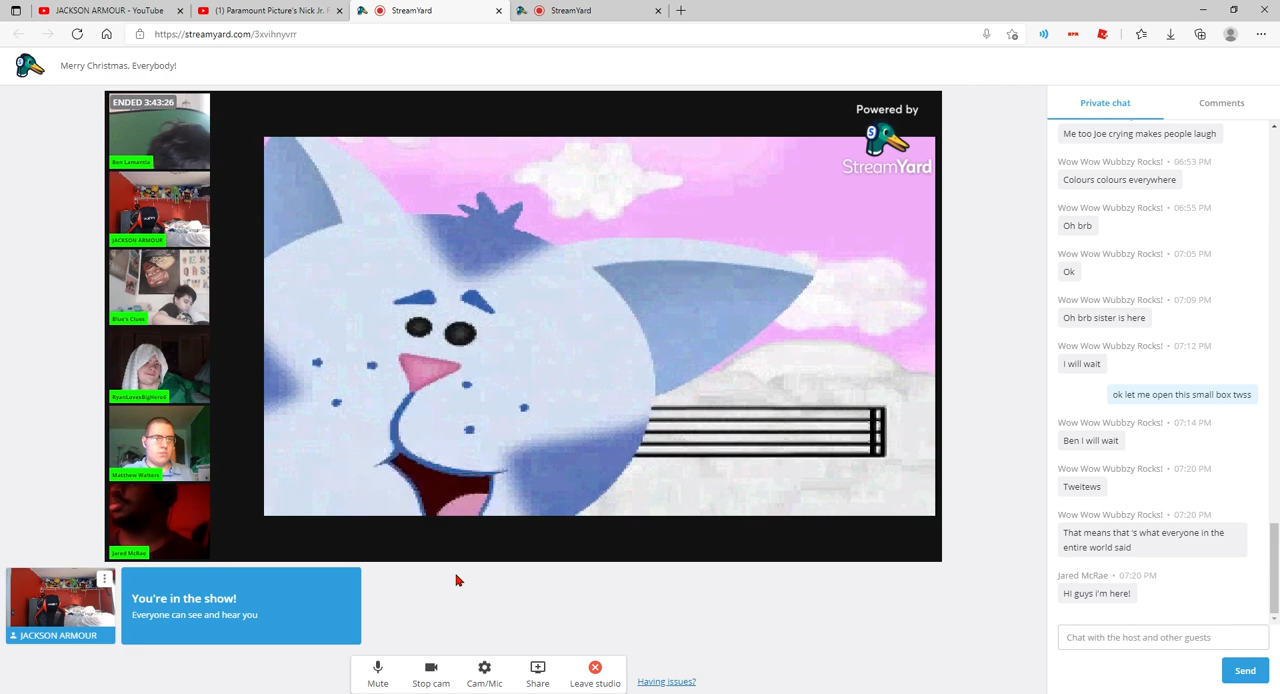 JACKSON ARMOUR - YouTube
(1) Paramount Picture's Nick Jr. F
StreamYard
StreamYard
https://streamyard.com/3xvihnyvrr
Merry Christmas, Everybody!
ENDED 3:43:26
Ben Lamantia
JACKSON ARMOUR
Blue's Clues
RyanLovesBigHero6
Matthew Walters
Jared McRae
Powered by
StreamYard
JACKSON ARMOUR
You're in the show!
Everyone can see and hear you
Mute
Stop cam
Cam/Mic
Share
Leave studio
Having issues?
Private chat
Comments
Me too Joe crying makes people laugh
Wow Wow Wubbzy Rocks! • 06:53 PM
Colours colours everywhere
Wow Wow Wubbzy Rocks! • 06:55 PM
Oh brb
Wow Wow Wubbzy Rocks! • 07:05 PM
Ok
Wow Wow Wubbzy Rocks! • 07:09 PM
Oh brb sister is here
Wow Wow Wubbzy Rocks! • 07:12 PM
I will wait
ok let me open this small box twss
Wow Wow Wubbzy Rocks! • 07:14 PM
Ben I will wait
Wow Wow Wubbzy Rocks! • 07:20 PM
Tweitews
Wow Wow Wubbzy Rocks! • 07:20 PM
That means that 's what everyone in the
entire world said
Jared McRae • 07:20 PM
Hi guys i'm here!
Chat with the host and other guests
Send